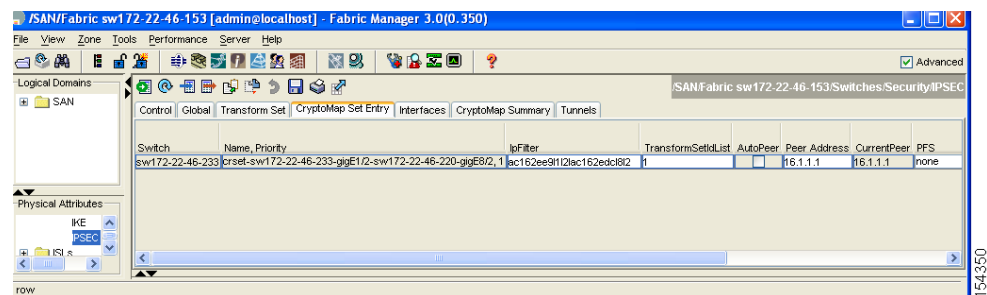 /SAN/Fabric sw172-22-46-153 [admin@localhost] - Fabric Manager 3.0(0.350)
File View Zone Tools Performance Server Help
Advanced
Logical Domains
/SAN/Fabric sw172-22-46-153/Switches/Security/IPSEC
SAN
Control Global Transform Set CryptoMap Set Entry Interfaces CryptoMap Summary Tunnels
Switch Name, Priority IpFilter TransformSetIdList AutoPeer Peer Address CurrentPeer PFS
sw172-22-46-233 crset-sw172-22-46-233-gigE1/2-sw172-22-46-220-gigE8/2, 1 1 16.1.1.1 16.1.1.1 none
Physical Attributes
IKE
IPSEC
ISLs
row
154350